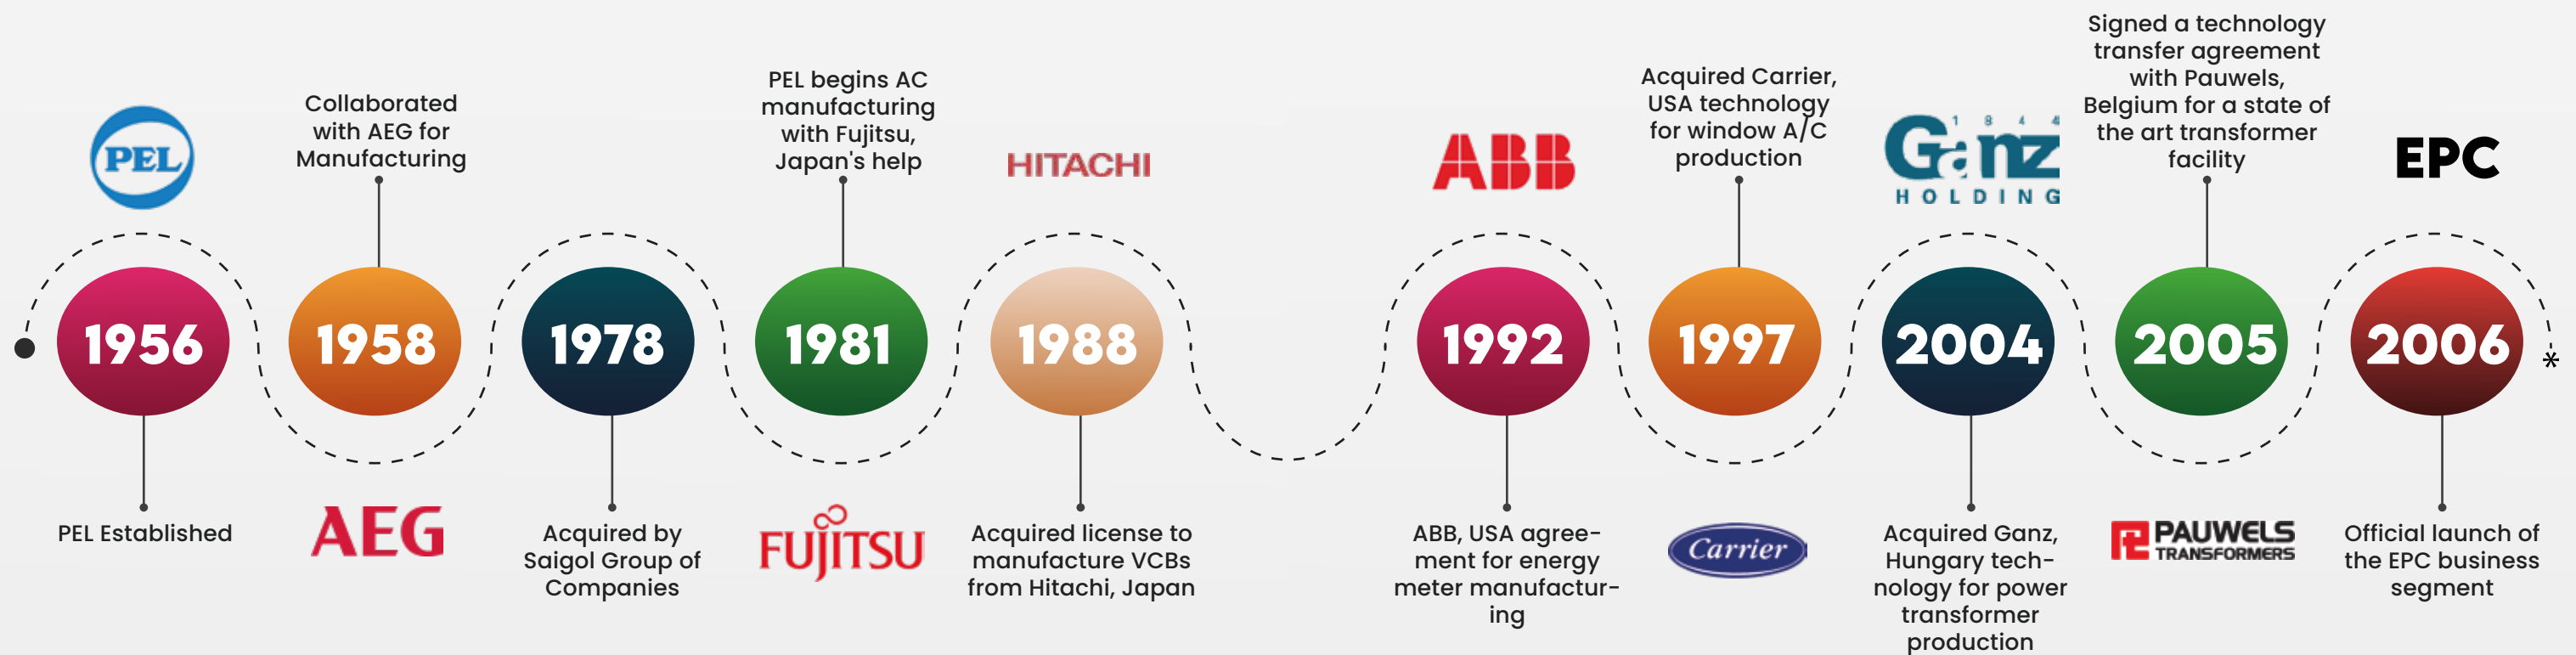 PEL
1956
PEL Established
Collaborated
with AEG for
Manufacturing
1958
AEG
1978
Acquired by
Saigol Group of
Companies
PEL begins AC
manufacturing
with Fujitsu,
Japan's help
1981
FUJITSU
HITACHI
1988
Acquired license to
manufacture VCBs
from Hitachi, Japan
ABB
1992
ABB, USA agree-
ment for energy
meter manufactur-
ing
Acquired Carrier,
USA technology
for window A/C
production
1997
Carrier
1844
Ganz
HOLDING
2004
Acquired Ganz,
Hungary tech-
nology for power
transformer
production
Signed a technology
transfer agreement
with Pauwels,
Belgium for a state of
the art transformer
facility
2005
PAUWELS
TRANSFORMERS
EPC
2006
*
Official launch of
the EPC business
segment